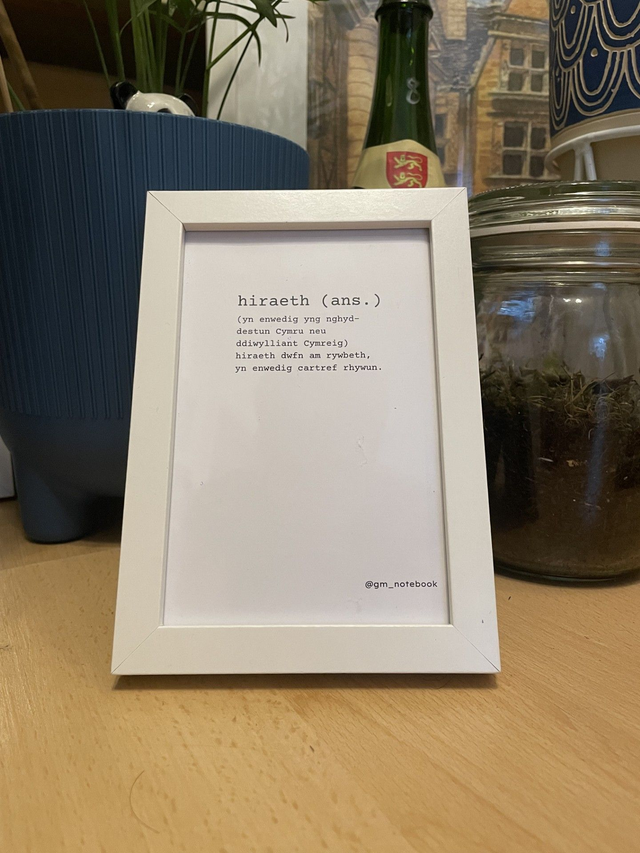 hiraeth (ans.)
(yn enwedig yng nghyd-
destun Cymru neu
ddiwylliant Cymreig)
hiraeth dwfn am rywbeth,
yn enwedig cartref rhywun.
@gm_notebook